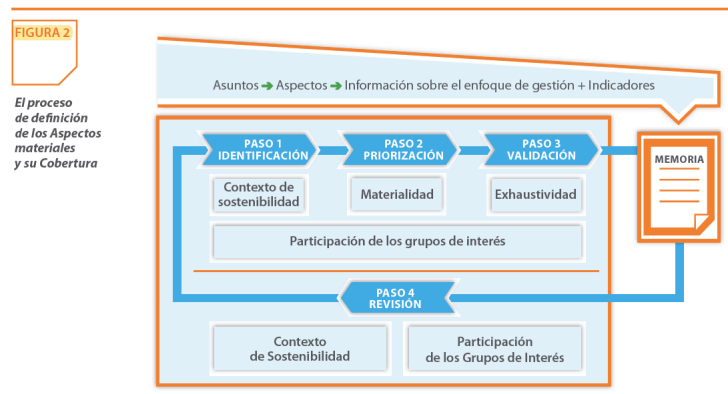 FIGURA 2
El proceso
de definición
de los Aspectos
materiales
y su Cobertura
Asuntos ➔ Aspectos ➔ Información sobre el enfoque de gestión + Indicadores
PASO 1
IDENTIFICACIÓN
PASO 2
PRIORIZACIÓN
PASO 3
VALIDACIÓN
MEMORIA
Contexto de
sostenibilidad
Materialidad
Exhaustividad
Participación de los grupos de interés
PASO 4
REVISIÓN
Contexto
de Sostenibilidad
Participación
de los Grupos de Interés